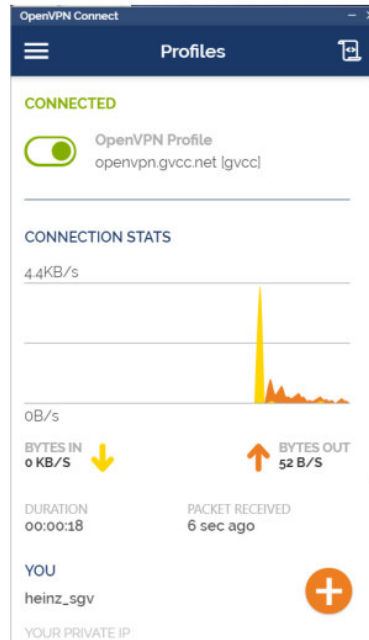 OpenVPN Connect
Profiles
CONNECTED
OpenVPN Profile
openvpn.gvcc.net [gvcc]
CONNECTION STATS
4.4KB/s
0B/s
BYTES IN
0 KB/S
BYTES OUT
52 B/S
DURATION
00:00:18
PACKET RECEIVED
6 sec ago
YOU
heinz_sgv
YOUR PRIVATE IP